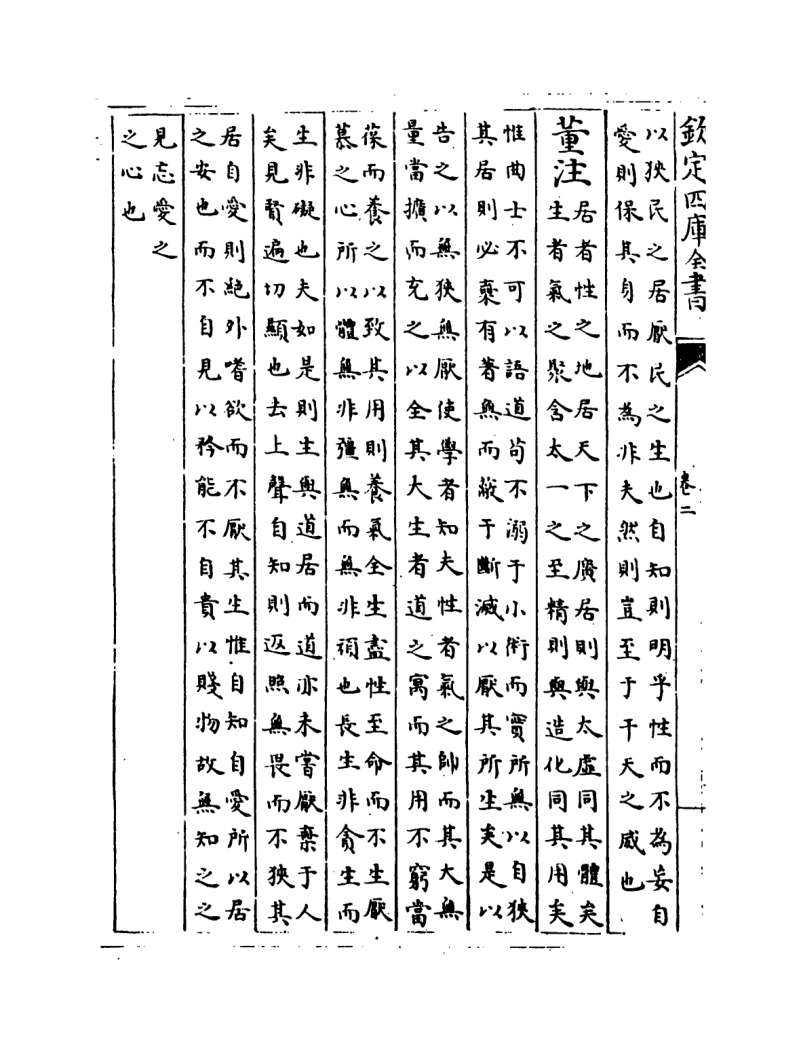 欽定四庫全書
卷二
以狹民之居厭民之生也自知則明乎性而不為妄自
愛則保其身而不為非夫然則豈至于干天之威也
董注
居者性之地居天下之廣居則與太虛同其體矣
生者氣之聚含太一之至精則與造化同其用矣
惟曲士不可以語道茍不溺于小術而實所無以自狹
其居則必棄有著無而蔽于斷滅以厭其所生矣是以
告之以無狹無厭使學者知夫性者氣之帥而其大無
量當擴而充之以全其大生者道之寓而其用不窮當
葆而養之以致其用則養氣全生盡性至命而不生厭
慕之心所以體無非彊無而無非頑也長生非貪生而
生非礙也夫如是則生與道居而道亦未嘗厭棄于人
矣見賢遍切顯也去上聲自知則返照無畏而不狹其
居自愛則絶外嗜欲而不厭其生惟自知自愛所以居
之安也而不自見以矜能不自貴以賤物故無知之之
見忘愛之
之心也